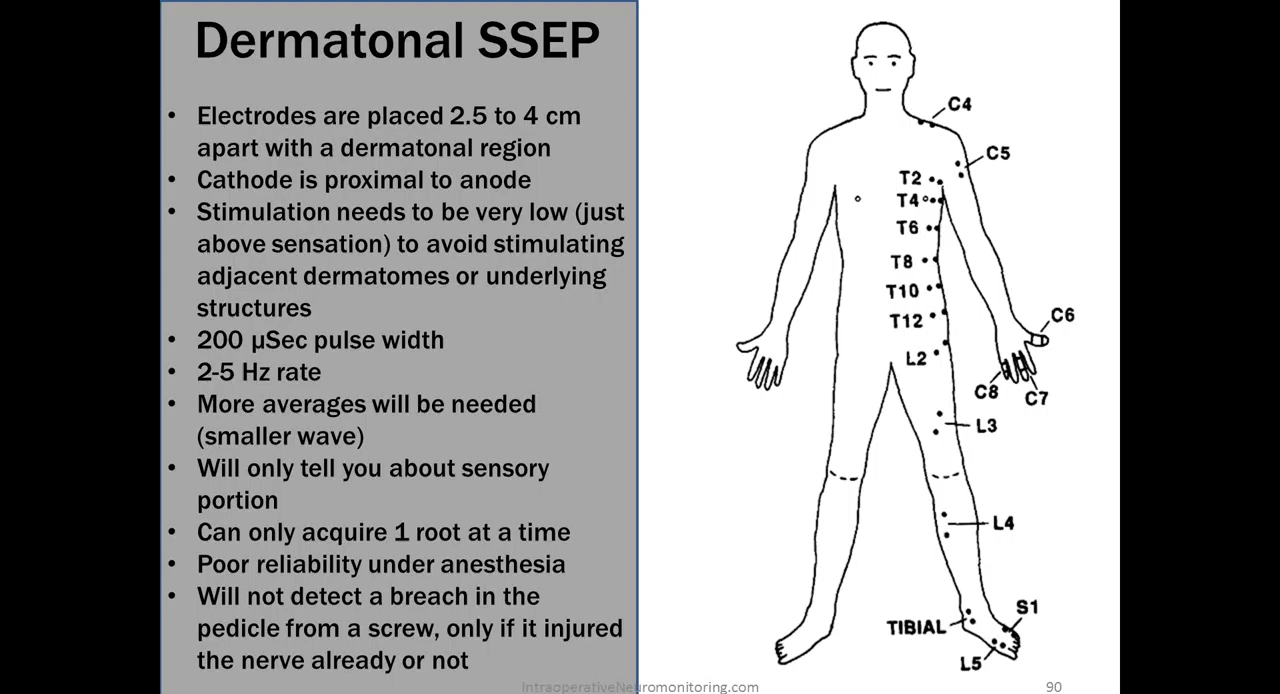 Dermatonal SSEP
• Electrodes are placed 2.5 to 4 cm
apart with a dermatonal region
• Cathode is proximal to anode
• Stimulation needs to be very low (just
above sensation) to avoid stimulating
adjacent dermatomes or underlying
structures
• 200 µSec pulse width
• 2-5 Hz rate
• More averages will be needed
(smaller wave)
• Will only tell you about sensory
portion
• Can only acquire 1 root at a time
• Poor reliability under anesthesia
• Will not detect a breach in the
pedicle from a screw, only if it injured
the nerve already or not
C4
C5
T2
T4
T6
T8
T10
T12
C6
L2
C8
C7
L3
L4
S1
TIBIAL
L5
IntraoperativeNeuromonitoring.com
90